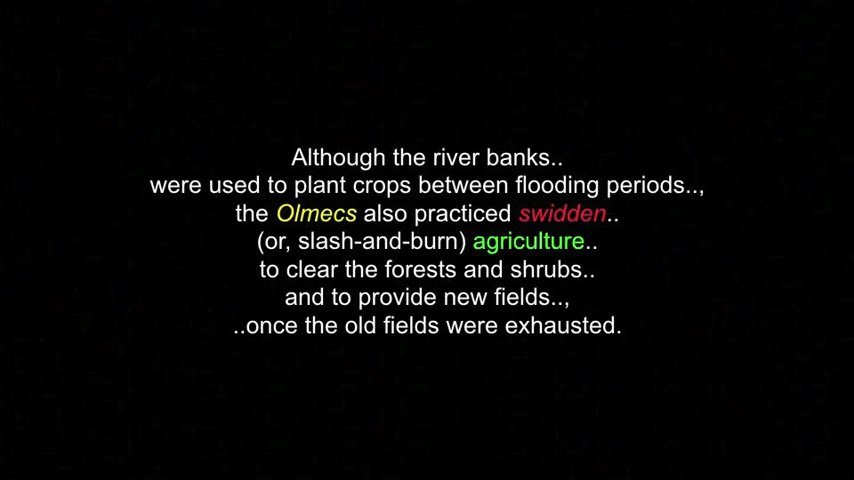 Although the river banks..
were used to plant crops between flooding periods..,
the Olmecs also practiced swidden..
(or, slash-and-burn) agriculture..
to clear the forests and shrubs..
and to provide new fields..,
..once the old fields were exhausted.